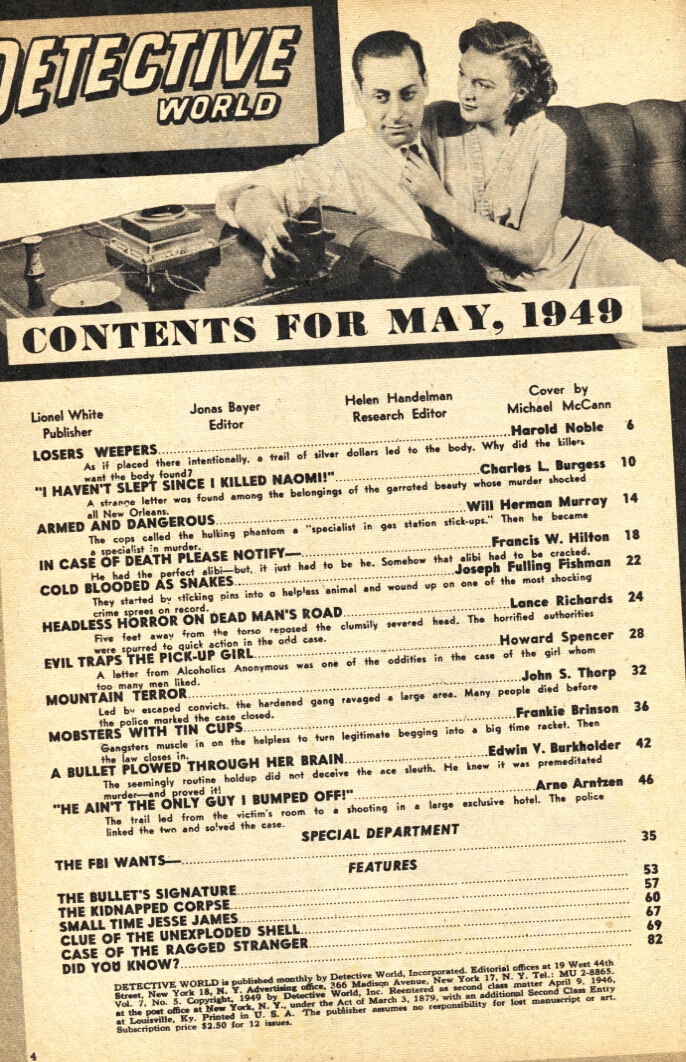 DETECTIVE
WORLD
CONTENTS FOR MAY, 1949
Lionel White
Publisher
Jonas Bayer
Editor
Helen Handelman
Research Editor
Cover by
Michael McCann
LOSERS WEEPERS.....Harold Noble 6
As if placed there intentionally, a trail of silver dollars led to the body. Why did the killers
want the body found?
"I HAVEN'T SLEPT SINCE I KILLED NAOMI!".....Charles L. Burgess 10
A strange letter was found among the belongings of the garroted beauty whose murder shocked
all New Orleans.
ARMED AND DANGEROUS.....Will Herman Murray 14
The cops called the hulking phantom a "specialist in gas station stick-ups." Then he became
a specialist in murder.
IN CASE OF DEATH PLEASE NOTIFY—.....Francis W. Hilton 18
He had the perfect alibi—but, it just had to be he. Somehow that alibi had to be cracked.
COLD BLOODED AS SNAKES.....Joseph Fulling Fishman 22
They started by sticking pins into a helpless animal and wound up on one of the most shocking
crime sprees on record.
HEADLESS HORROR ON DEAD MAN'S ROAD.....Lance Richards 24
Five feet away from the torso reposed the clumsily severed head. The horrified authorities
were spurred to quick action in the odd case.
EVIL TRAPS THE PICK-UP GIRL.....Howard Spencer 28
A letter from Alcoholics Anonymous was one of the oddities in the case of the girl whom
too many men liked.
MOUNTAIN TERROR.....John S. Thorp 32
Led by escaped convicts, the hardened gang ravaged a large area. Many people died before
the police marked the case closed.
MOBSTERS WITH TIN CUPS.....Frankie Brinson 36
Gangsters muscle in on the helpless to turn legitimate begging into a big time racket. Then
the law closes in.
A BULLET PLOWED THROUGH HER BRAIN.....Edwin V. Burkholder 42
The seemingly routine holdup did not deceive the ace sleuth. He knew it was premeditated
murder—and proved it!
"HE AIN'T THE ONLY GUY I BUMPED OFF!".....Arne Arntzen 46
The trail led from the victim's room to a shooting in a large exclusive hotel. The police
linked the two and solved the case.
SPECIAL DEPARTMENT
THE FBI WANTS—.....35
FEATURES
THE BULLET'S SIGNATURE.....53
THE KIDNAPPED CORPSE.....57
SMALL TIME JESSE JAMES.....60
CLUE OF THE UNEXPLODED SHELL.....67
CASE OF THE RAGGED STRANGER.....69
DID YOU KNOW?.....82
DETECTIVE WORLD is published monthly by Detective World, Incorporated. Editorial offices at 19 West 44th
Street, New York 18, N. Y. Advertising office, 366 Madison Avenue, New York 17, N. Y. Tel.: MU 2-8865.
Vol. 7, No. 5. Copyright, 1949 by Detective World, Inc. Reentered as second class matter April 9, 1946,
at the post office at New York, N. Y., under the Act of March 3, 1879, with an additional Second Class Entry
at Louisville, Ky. Printed in U. S. A. The publisher assumes no responsibility for lost manuscript or art.
Subscription price $2.50 for 12 issues.
4